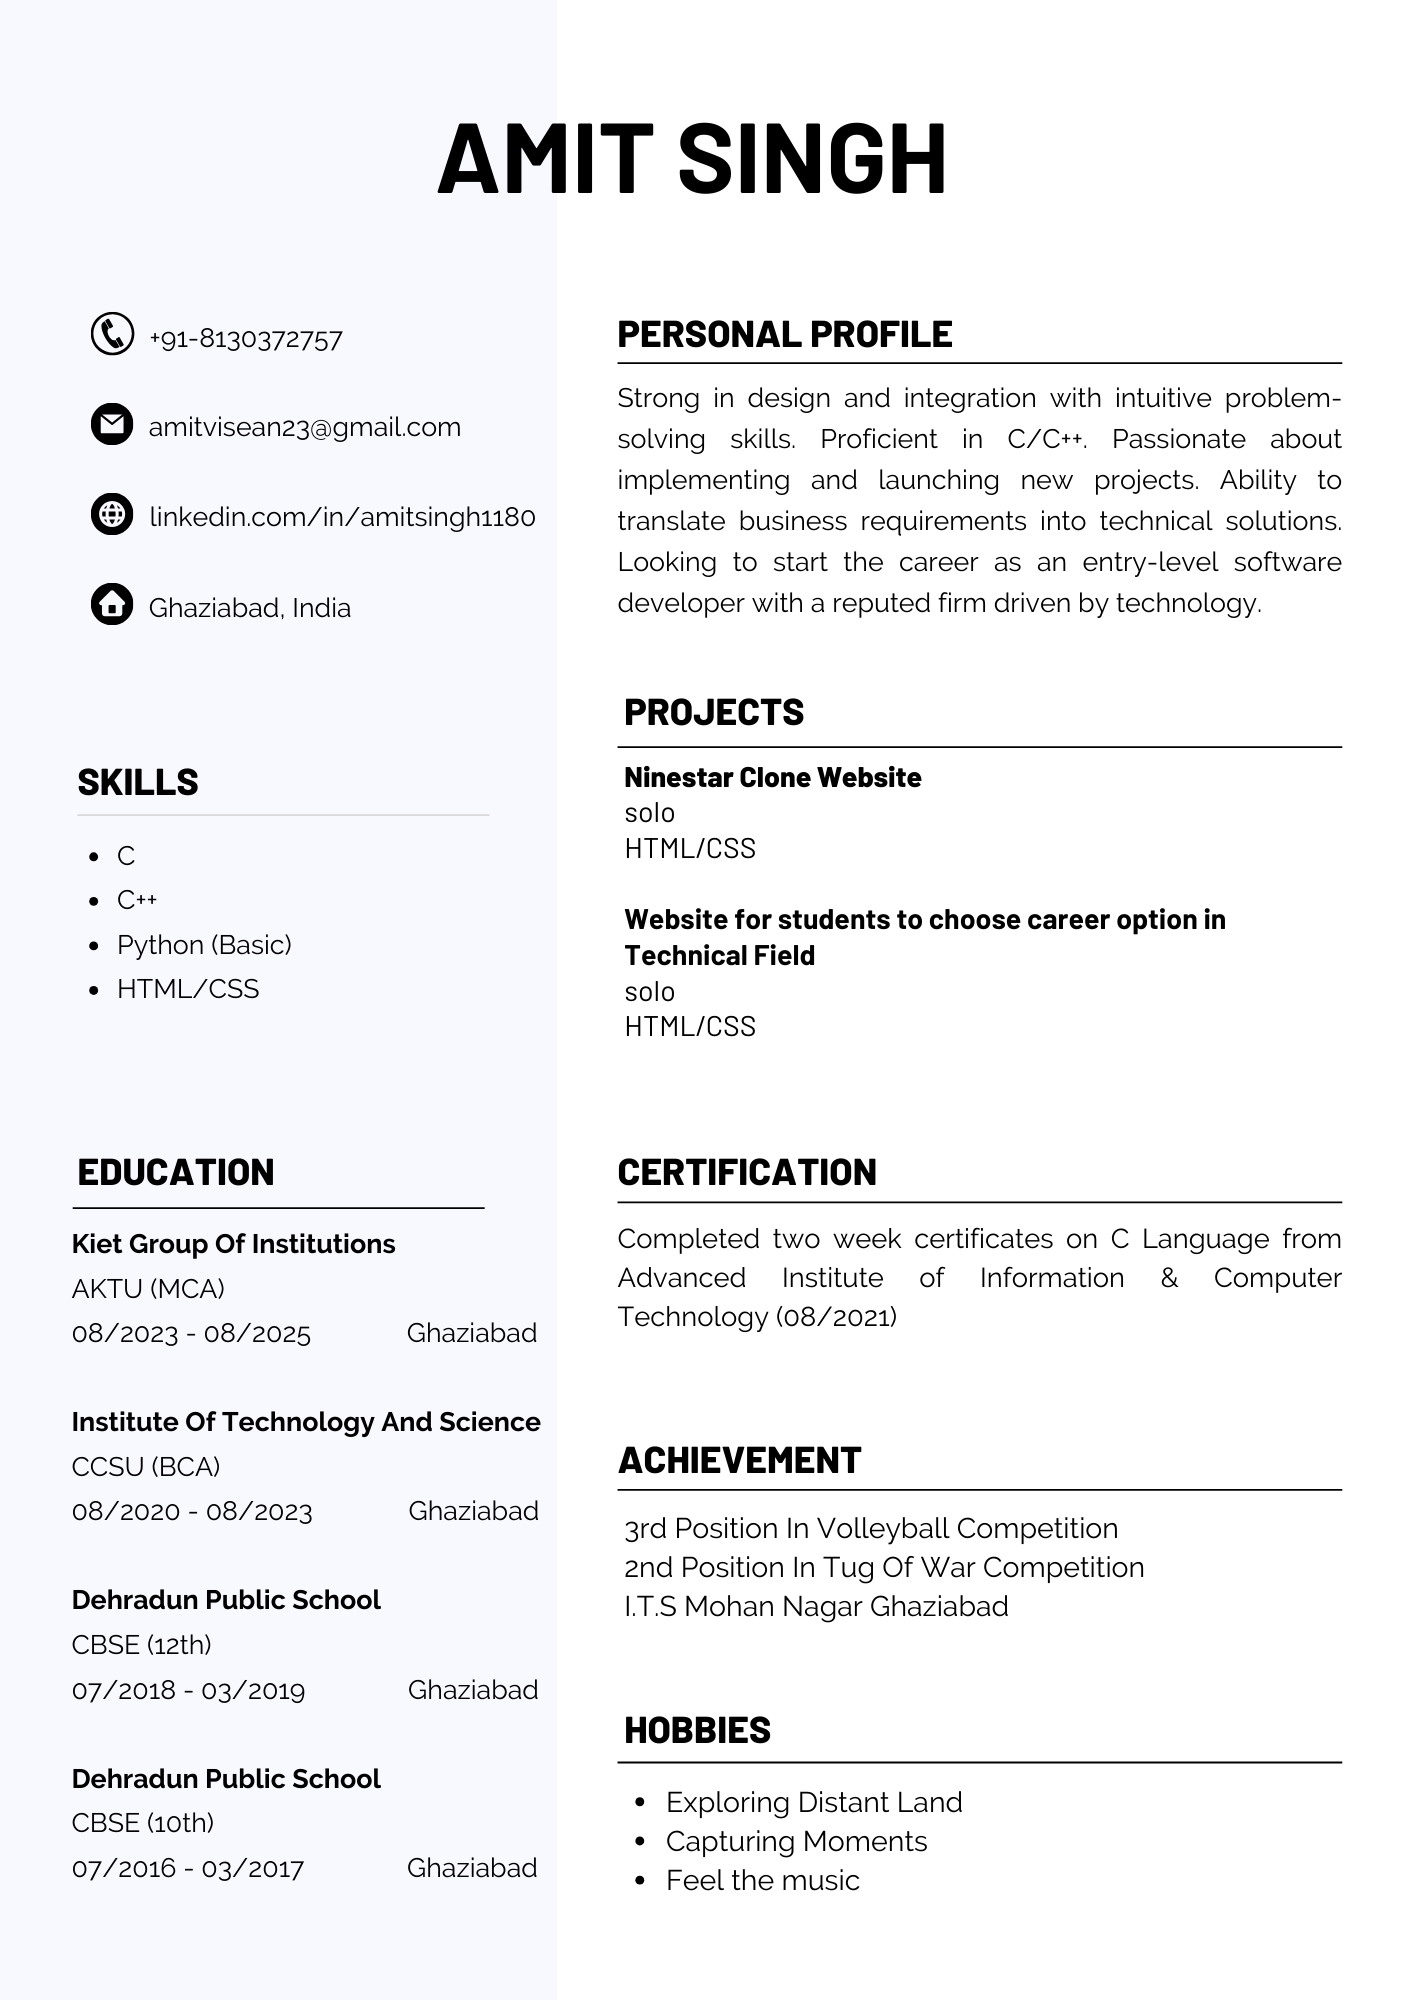 AMIT SINGH
+91-8130372757
amitvisean23@gmail.com
linkedin.com/in/amitsingh1180
Ghaziabad, India
SKILLS
• C
• C++
• Python (Basic)
• HTML/CSS
EDUCATION
Kiet Group Of Institutions
AKTU (MCA)
08/2023 - 08/2025 Ghaziabad
Institute Of Technology And Science
CCSU (BCA)
08/2020 - 08/2023 Ghaziabad
Dehradun Public School
CBSE (12th)
07/2018 - 03/2019 Ghaziabad
Dehradun Public School
CBSE (10th)
07/2016 - 03/2017 Ghaziabad
PERSONAL PROFILE
Strong in design and integration with intuitive problem-
solving skills. Proficient in C/C++. Passionate about
implementing and launching new projects. Ability to
translate business requirements into technical solutions.
Looking to start the career as an entry-level software
developer with a reputed firm driven by technology.
PROJECTS
Ninestar Clone Website
solo
HTML/CSS
Website for students to choose career option in
Technical Field
solo
HTML/CSS
CERTIFICATION
Completed two week certificates on C Language from
Advanced Institute of Information & Computer
Technology (08/2021)
ACHIEVEMENT
3rd Position In Volleyball Competition
2nd Position In Tug Of War Competition
I.T.S Mohan Nagar Ghaziabad
HOBBIES
• Exploring Distant Land
• Capturing Moments
• Feel the music